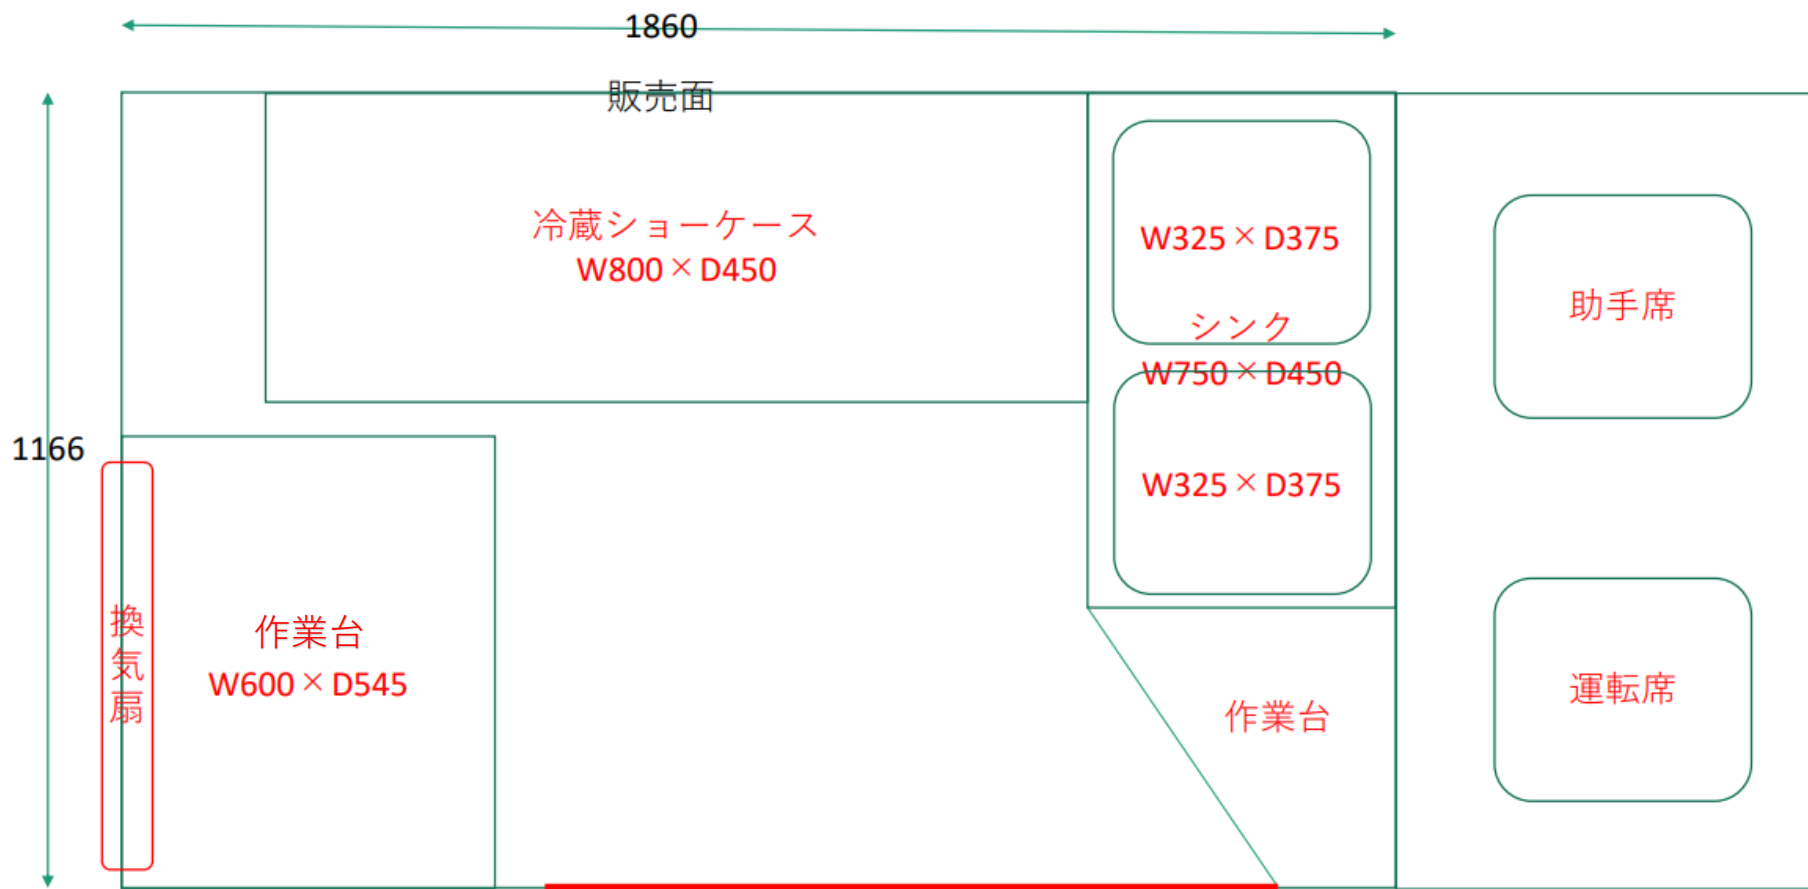 1860
販売面
冷蔵ショーケース
W800×D450
W325×D375
シンク
W750×D450
W325×D375
助手席
1166
換気扇
作業台
W600×D545
作業台
運転席